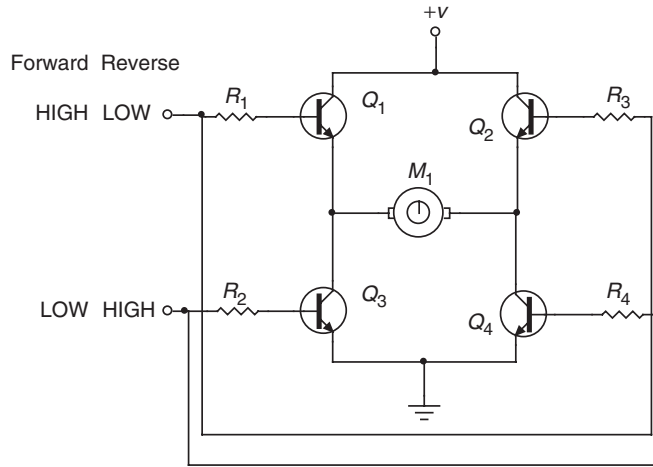 +v
Forward Reverse
R1 Q1 R3
HIGH LOW Q2
M1
R2 Q3 R4
LOW HIGH Q4